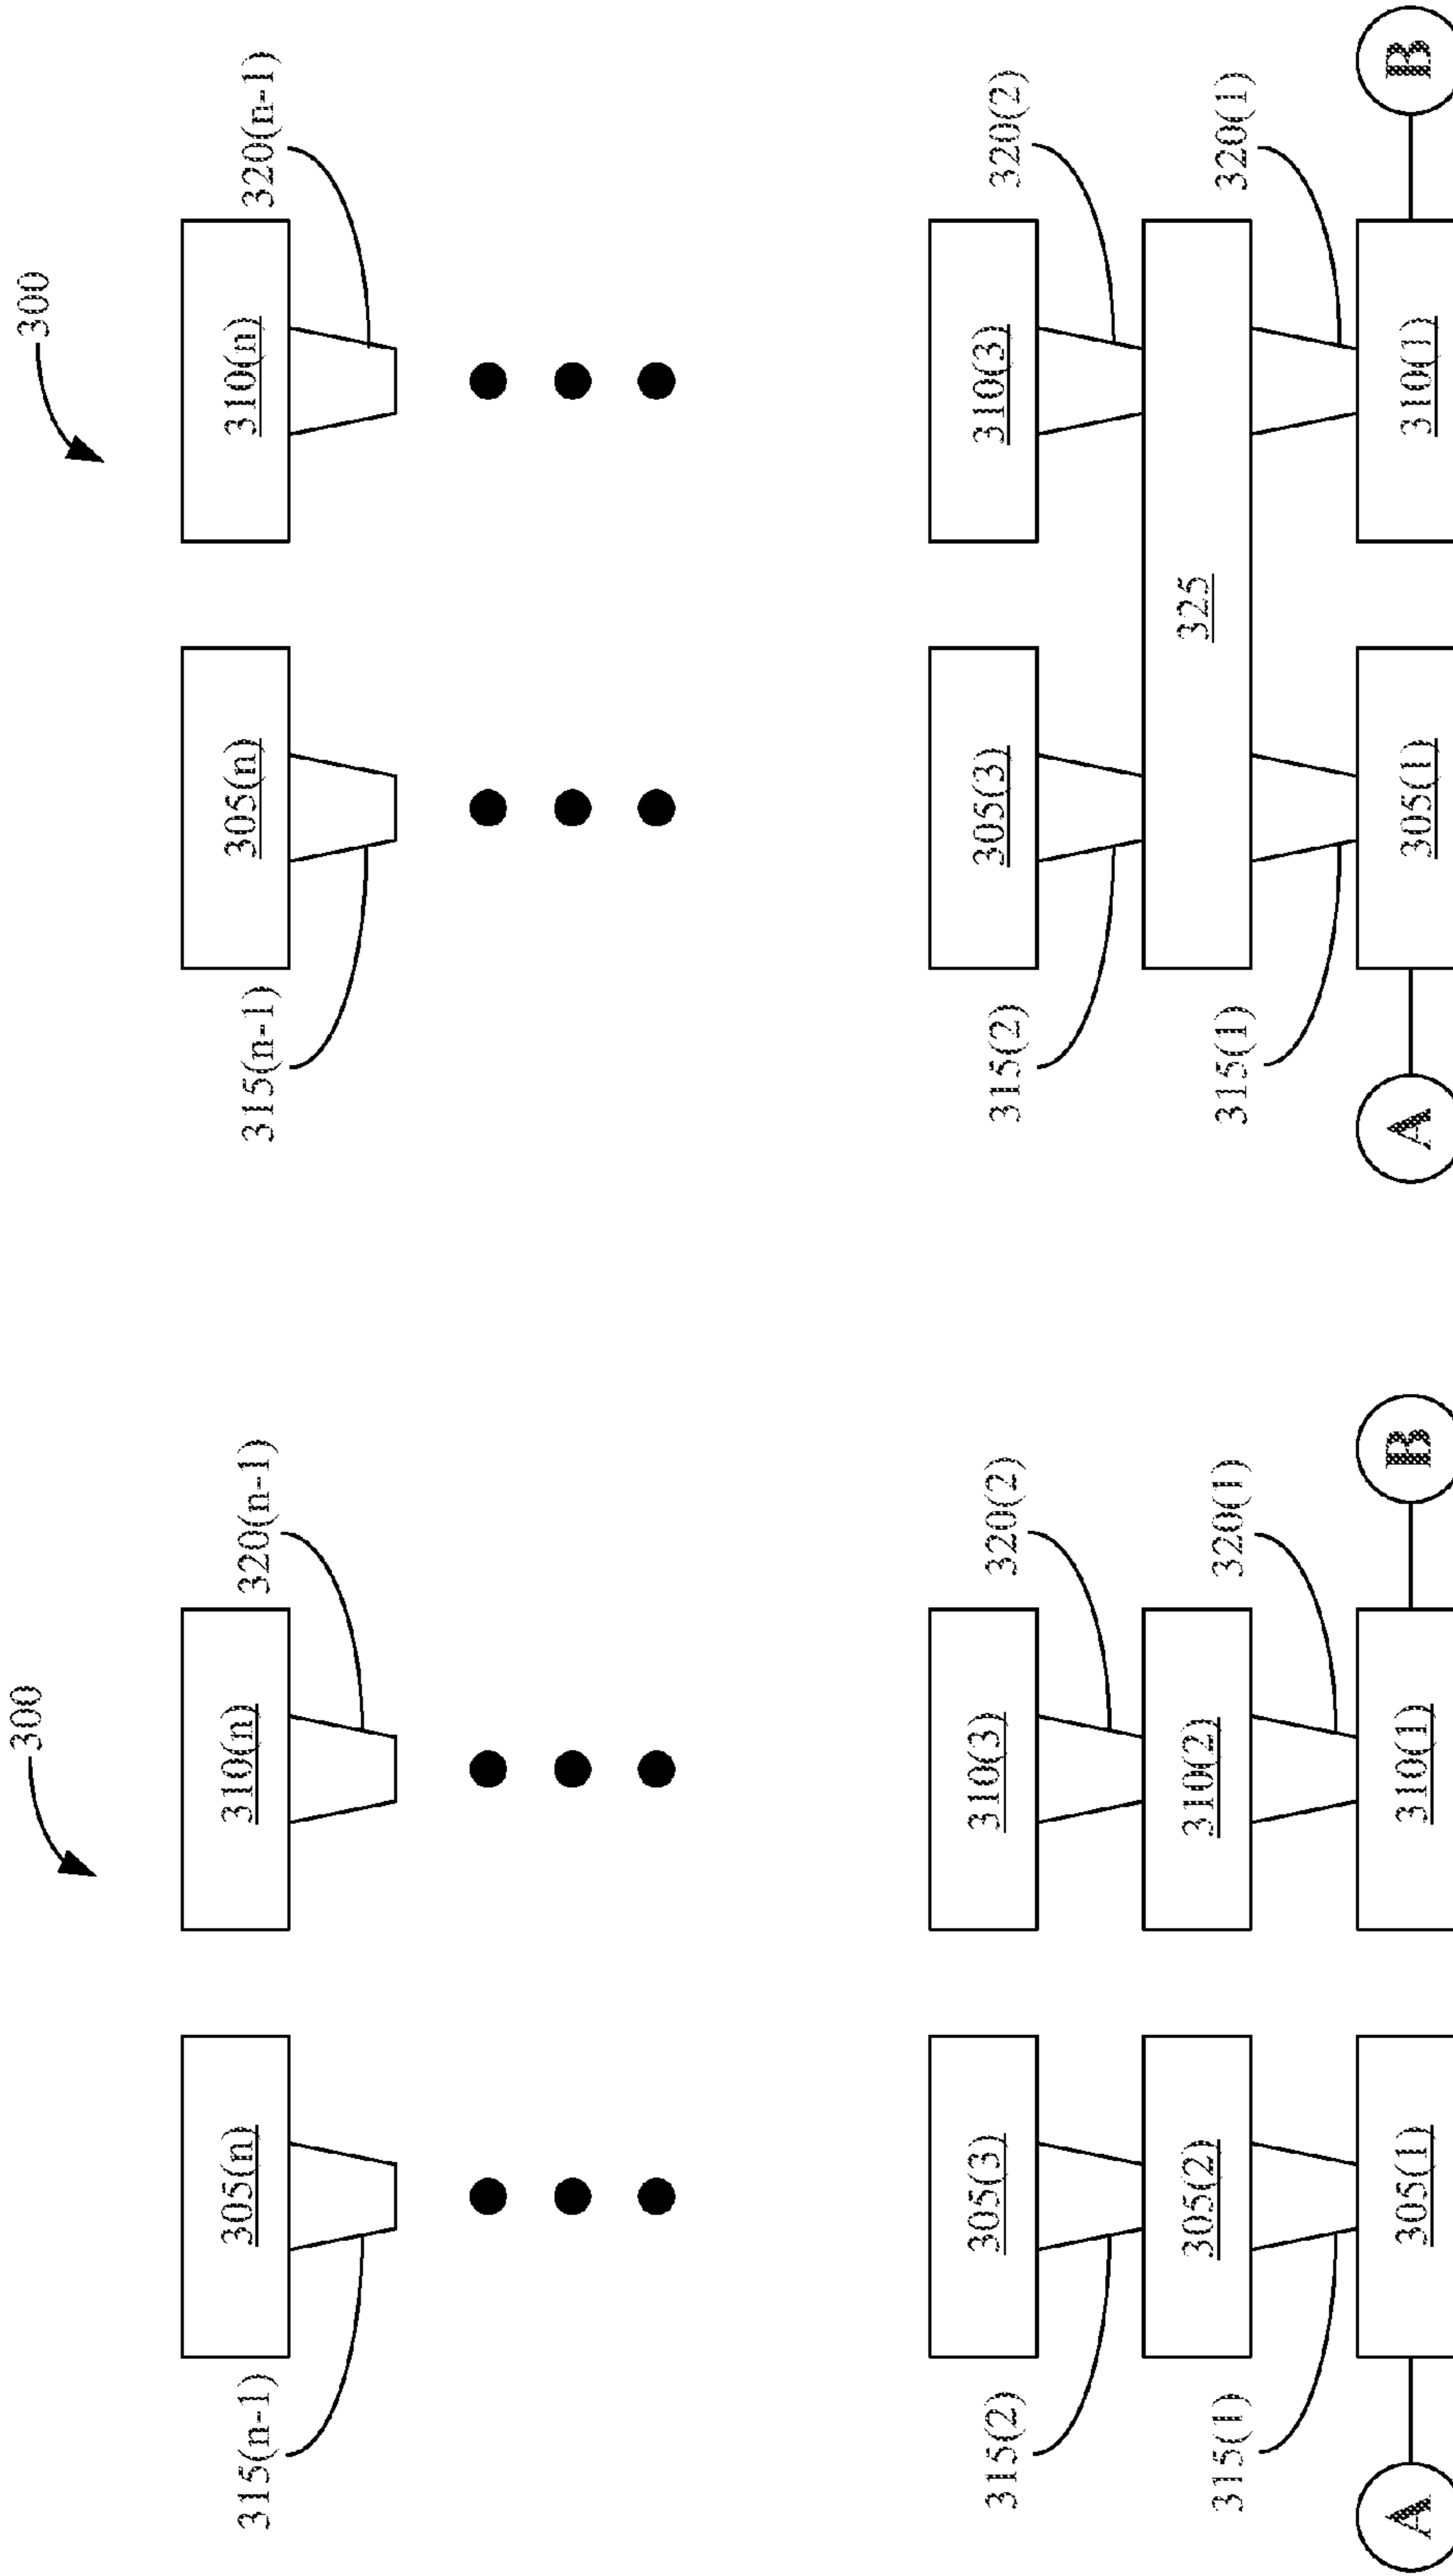 300
315(n-1)
305(n)
310(n)
320(n-1)
315(2)
305(3)
310(3)
320(2)
305(2)
310(2)
315(1)
320(1)
A
305(1)
310(1)
B
300
315(n-1)
305(n)
310(n)
320(n-1)
315(2)
305(3)
310(3)
320(2)
325
315(1)
320(1)
A
305(1)
310(1)
B